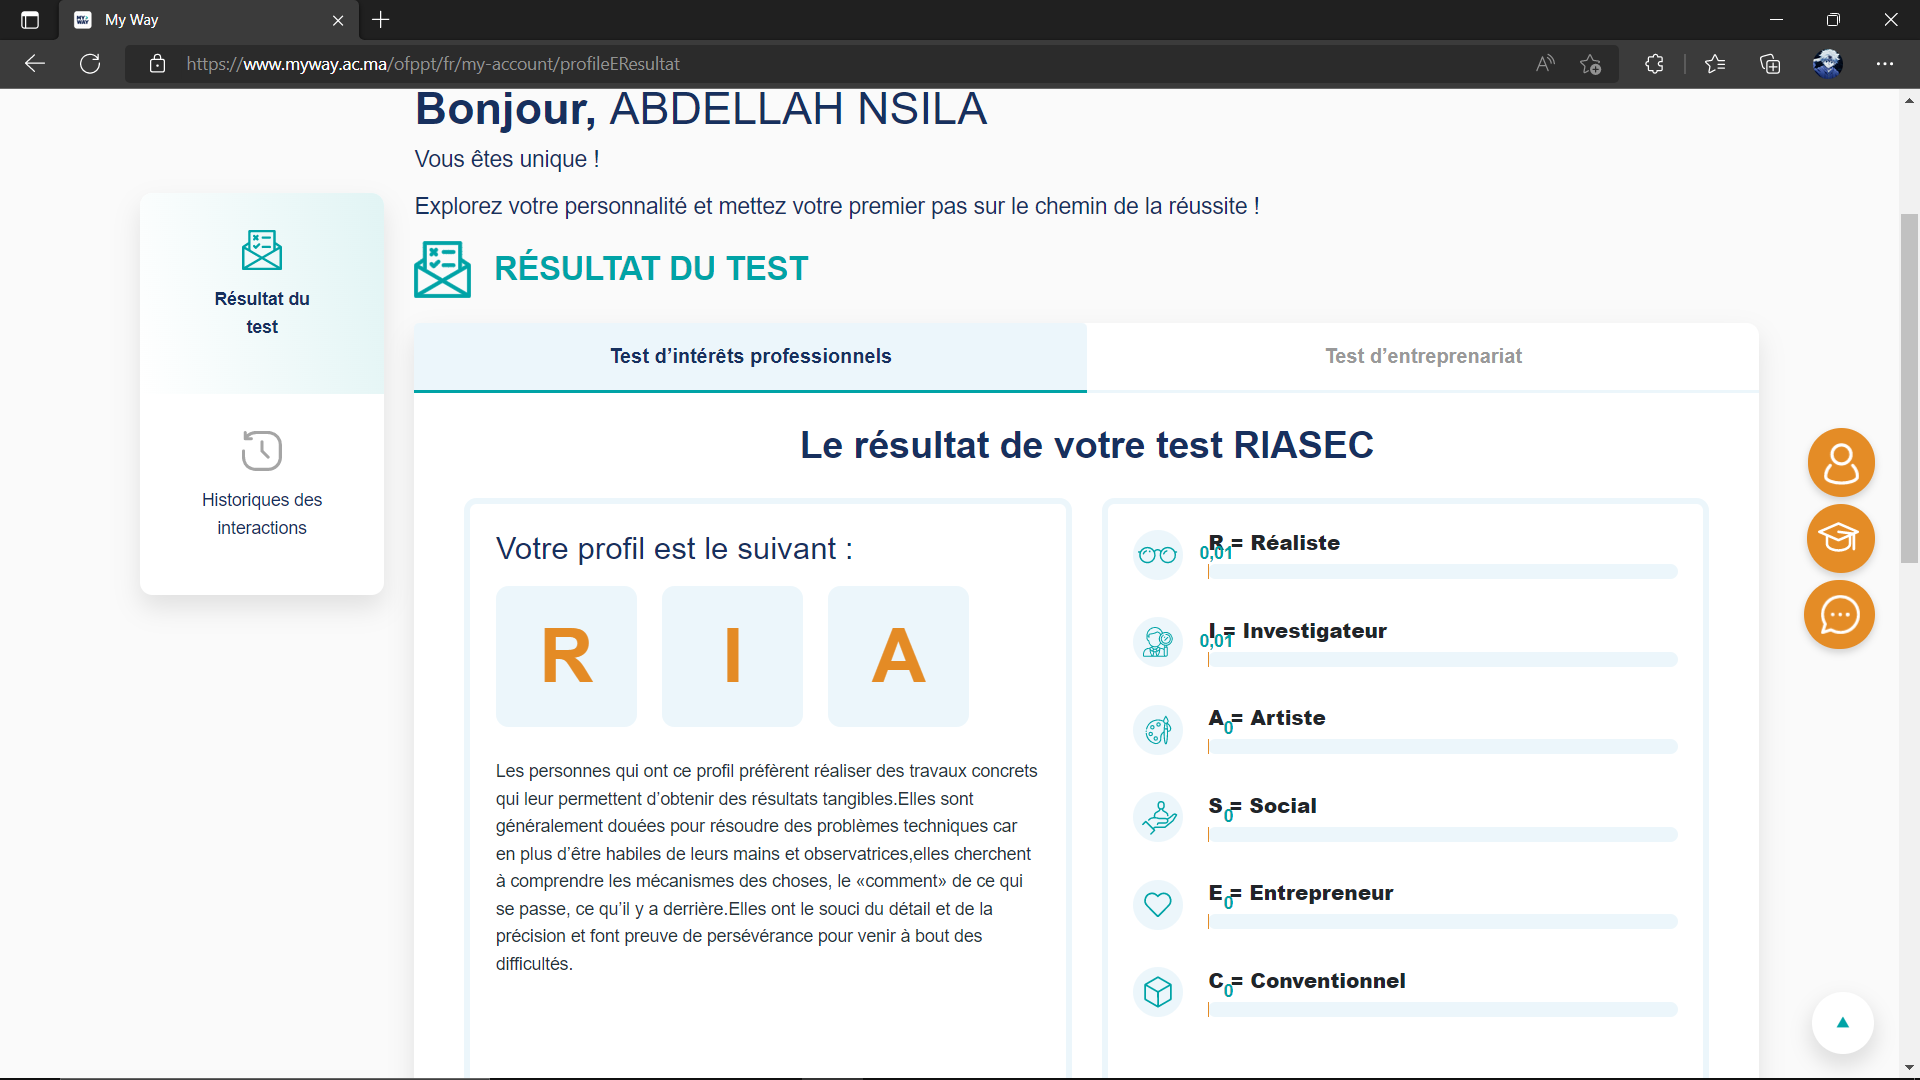 My Way
https://www.myway.ac.ma/ofppt/fr/my-account/profileEResultat
Bonjour, ABDELLAH NSILA
Vous êtes unique !
Explorez votre personnalité et mettez votre premier pas sur le chemin de la réussite !
RÉSULTAT DU TEST
Résultat du
test
Historiques des
interactions
Test d’intérêts professionnels
Test d’entreprenariat
Le résultat de votre test RIASEC
Votre profil est le suivant :
R I A
Les personnes qui ont ce profil préfèrent réaliser des travaux concrets
qui leur permettent d’obtenir des résultats tangibles.Elles sont
généralement douées pour résoudre des problèmes techniques car
en plus d’être habiles de leurs mains et observatrices,elles cherchent
à comprendre les mécanismes des choses, le «comment» de ce qui
se passe, ce qu’il y a derrière.Elles ont le souci du détail et de la
précision et font preuve de persévérance pour venir à bout des
difficultés.
R = Réaliste
0,01
I = Investigateur
0,01
A = Artiste
0
S = Social
0
E = Entrepreneur
0
C = Conventionnel
0